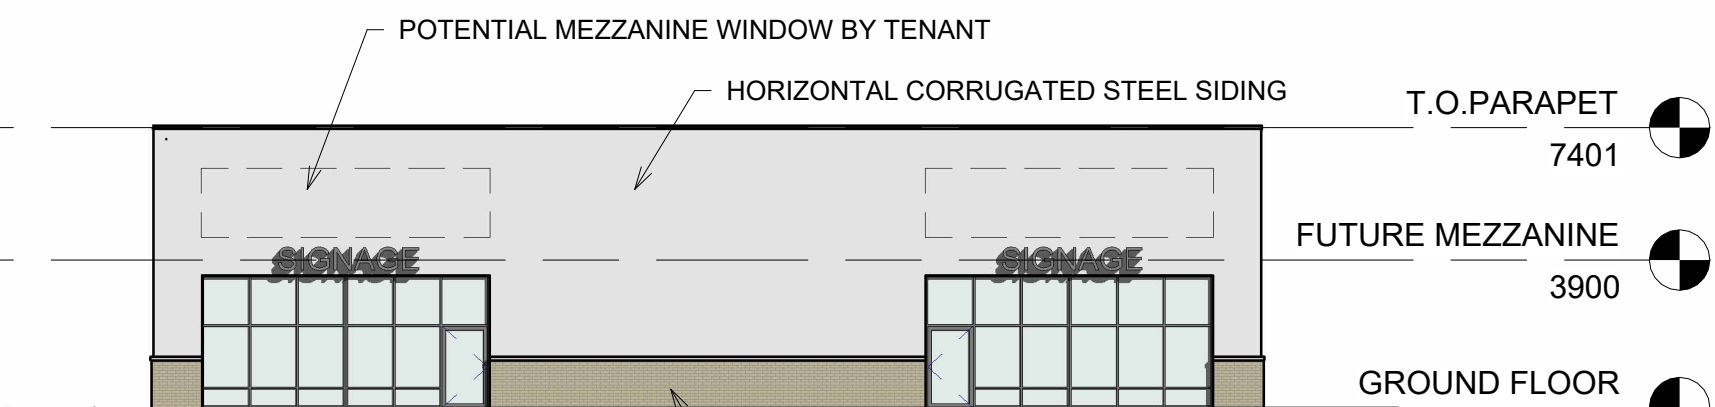 POTENTIAL MEZZANINE WINDOW BY TENANT
HORIZONTAL CORRUGATED STEEL SIDING
T.O.PARAPET
7401
FUTURE MEZZANINE
3900
SIGNAGE
SIGNAGE
GROUND FLOOR